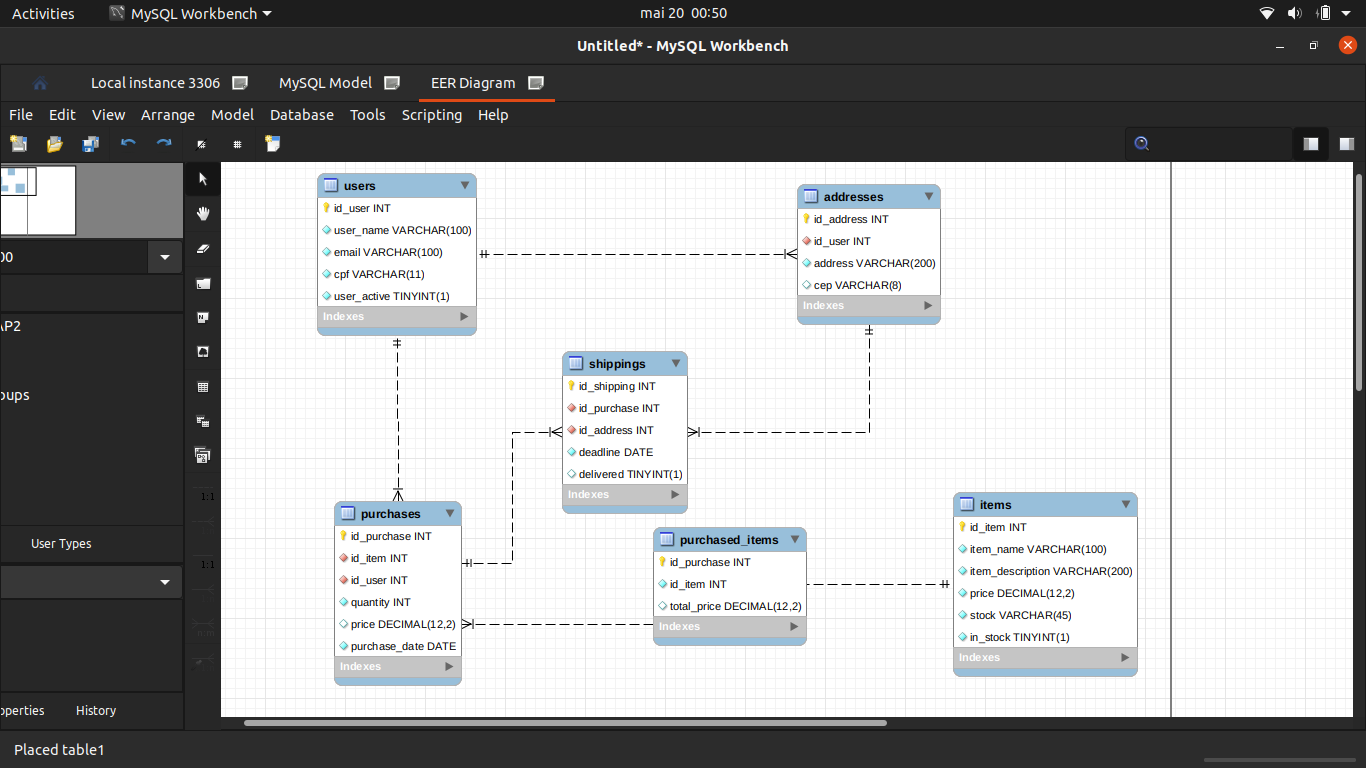 Activities
MySQL Workbench
mai 20 00:50
Untitled* - MySQL Workbench
Local instance 3306
MySQL Model
EER Diagram
File Edit View Arrange Model Database Tools Scripting Help
00
AP2
oups
User Types
operties
History
1:1
1:1
users
id_user INT
user_name VARCHAR(100)
email VARCHAR(100)
cpf VARCHAR(11)
user_active TINYINT(1)
Indexes
addresses
id_address INT
id_user INT
address VARCHAR(200)
cep VARCHAR(8)
Indexes
shippings
id_shipping INT
id_purchase INT
id_address INT
deadline DATE
delivered TINYINT(1)
Indexes
purchases
id_purchase INT
id_item INT
id_user INT
quantity INT
price DECIMAL(12,2)
purchase_date DATE
Indexes
purchased_items
id_purchase INT
id_item INT
total_price DECIMAL(12,2)
Indexes
items
id_item INT
item_name VARCHAR(100)
item_description VARCHAR(200)
price DECIMAL(12,2)
stock VARCHAR(45)
in_stock TINYINT(1)
Indexes
Placed table1